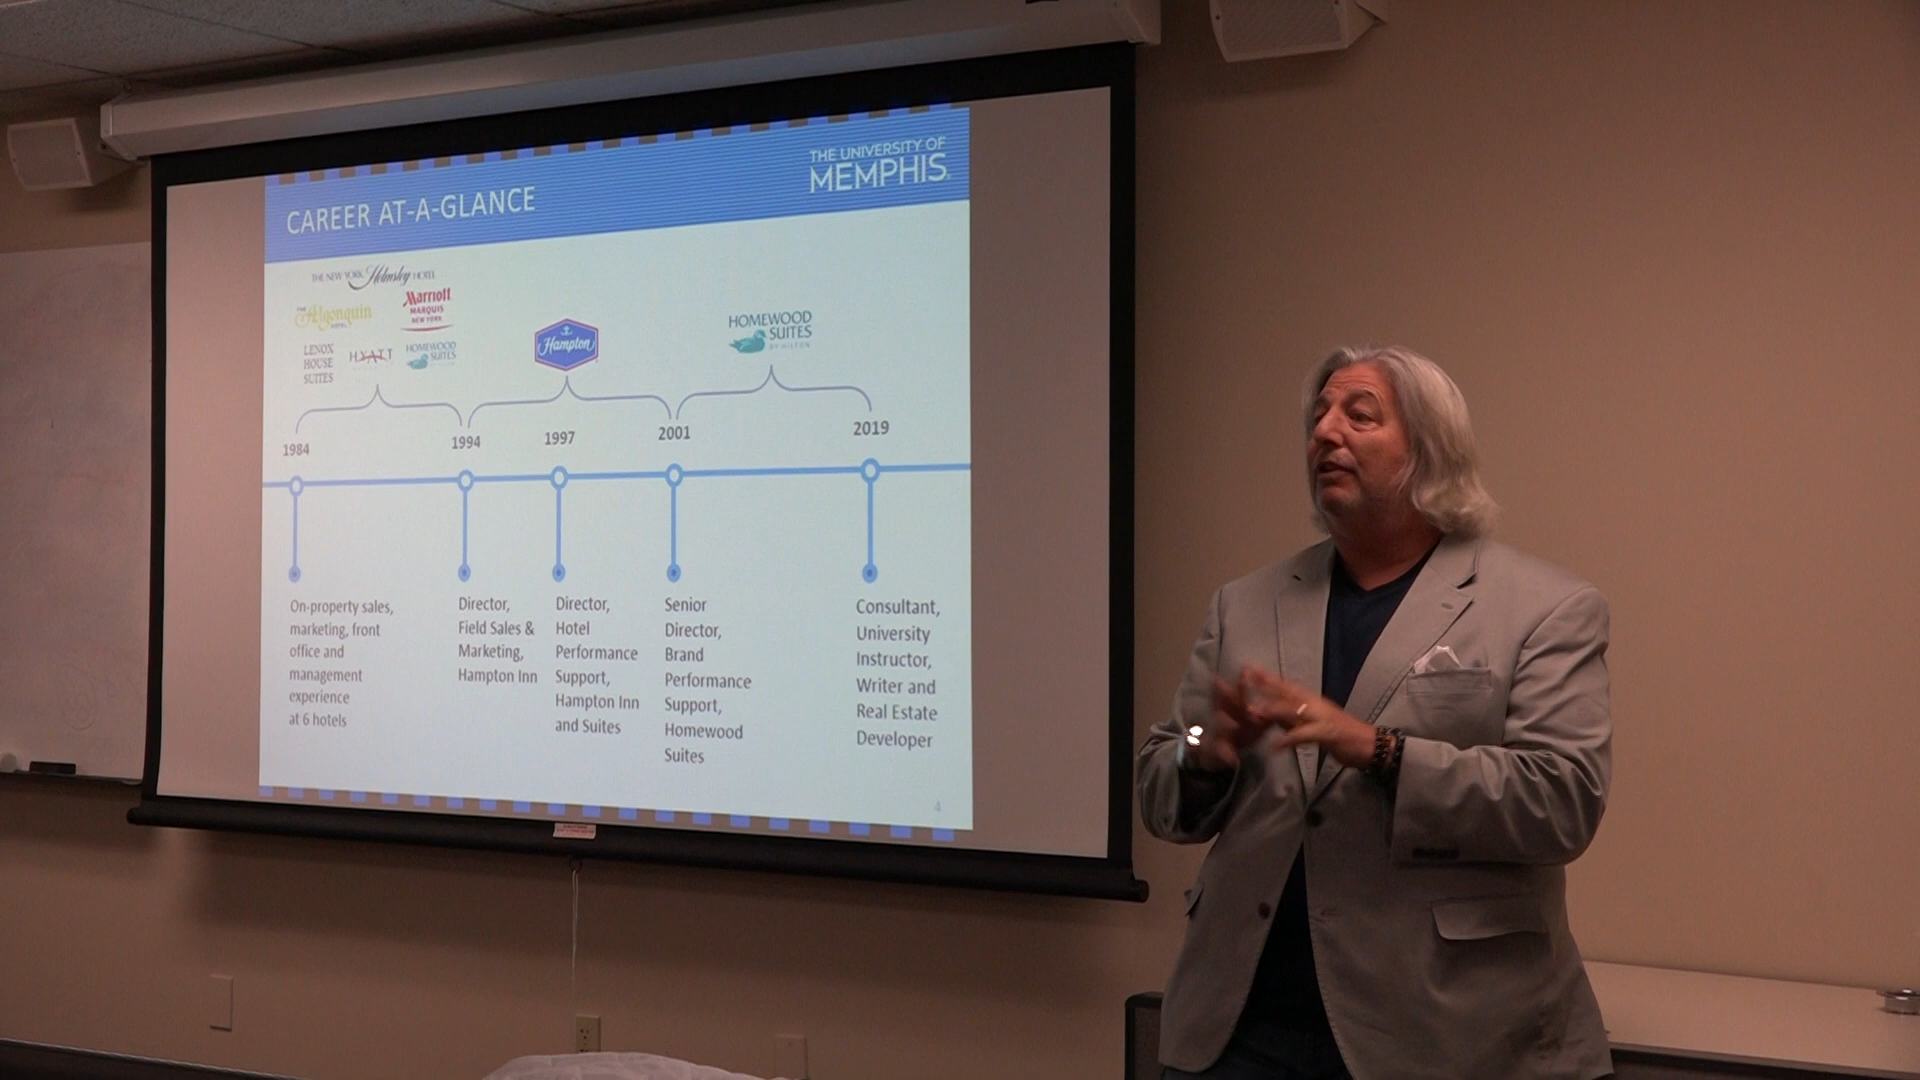 THE UNIVERSITY OF
MEMPHIS
CAREER AT-A-GLANCE
THE NEW YORK Helmsley HOTEL
THE Algonquin
HOTEL
Marriott
MARQUIS
NEW YORK
LENOX
HOUSE
SUITES
HYATT
HOMEWOOD
SUITES
Hampton
HOMEWOOD
SUITES
BY HILTON
1984
1994
1997
2001
2019
On-property sales,
marketing, front
office and
management
experience
at 6 hotels
Director,
Field Sales &
Marketing,
Hampton Inn
Director,
Hotel
Performance
Support,
Hampton Inn
and Suites
Senior
Director,
Brand
Performance
Support,
Homewood
Suites
Consultant,
University
Instructor,
Writer and
Real Estate
Developer
4